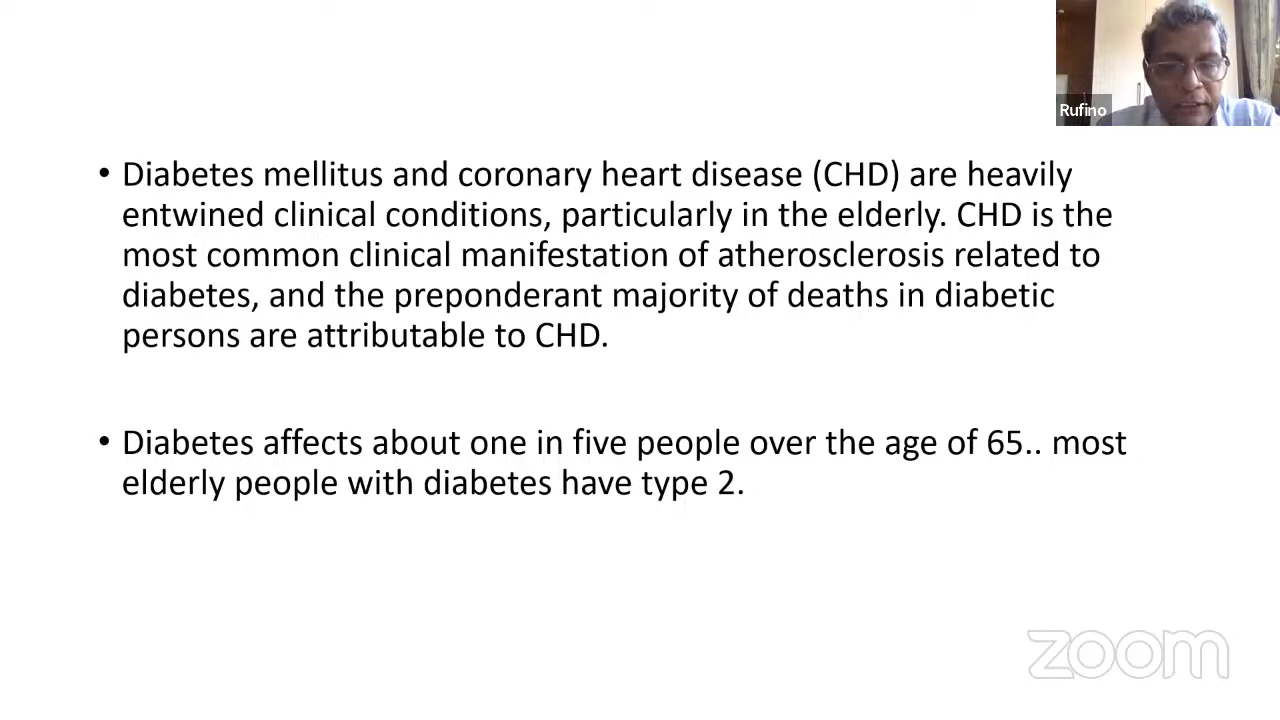 Rufino
• Diabetes mellitus and coronary heart disease (CHD) are heavily
entwined clinical conditions, particularly in the elderly. CHD is the
most common clinical manifestation of atherosclerosis related to
diabetes, and the preponderant majority of deaths in diabetic
persons are attributable to CHD.
• Diabetes affects about one in five people over the age of 65.. most
elderly people with diabetes have type 2.
zoom